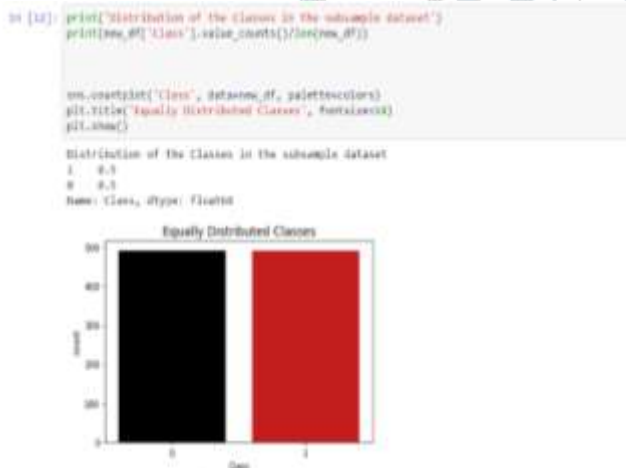 In [12]: print('Distribution of the Classes in the subsample dataset')
print(new_df['Class'].value_counts()/len(new_df))
sns.countplot('Class', data=new_df, palette=colors)
plt.title('Equally Distributed Classes', fontsize=14)
plt.show()
Distribution of the Classes in the subsample dataset
1 0.5
0 0.5
Name: Class, dtype: float64
Equally Distributed Classes
500
400
300
200
100
0
count
0 1
Class